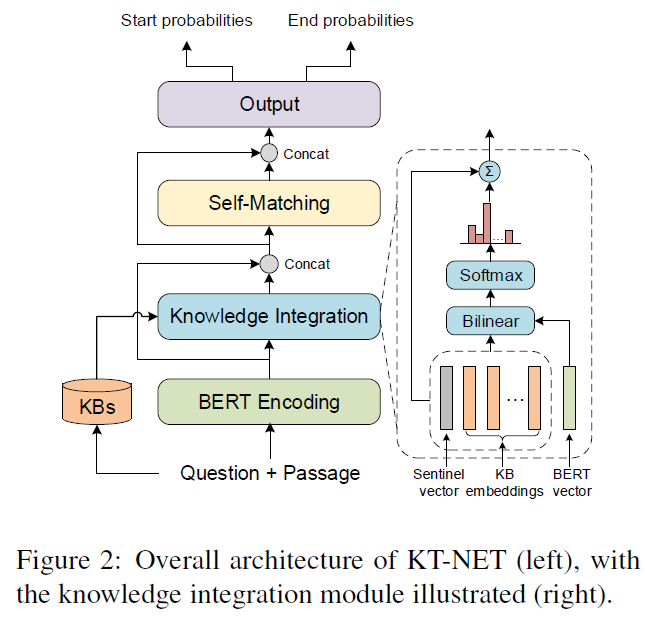 Start probabilities
End probabilities
Output
Concat
Self-Matching
Concat
Knowledge Integration
KBs
BERT Encoding
Question + Passage
Σ
...
Softmax
Bilinear
...
Sentinel
vector
KB
embeddings
BERT
vector
Figure 2: Overall architecture of KT-NET (left), with
the knowledge integration module illustrated (right).